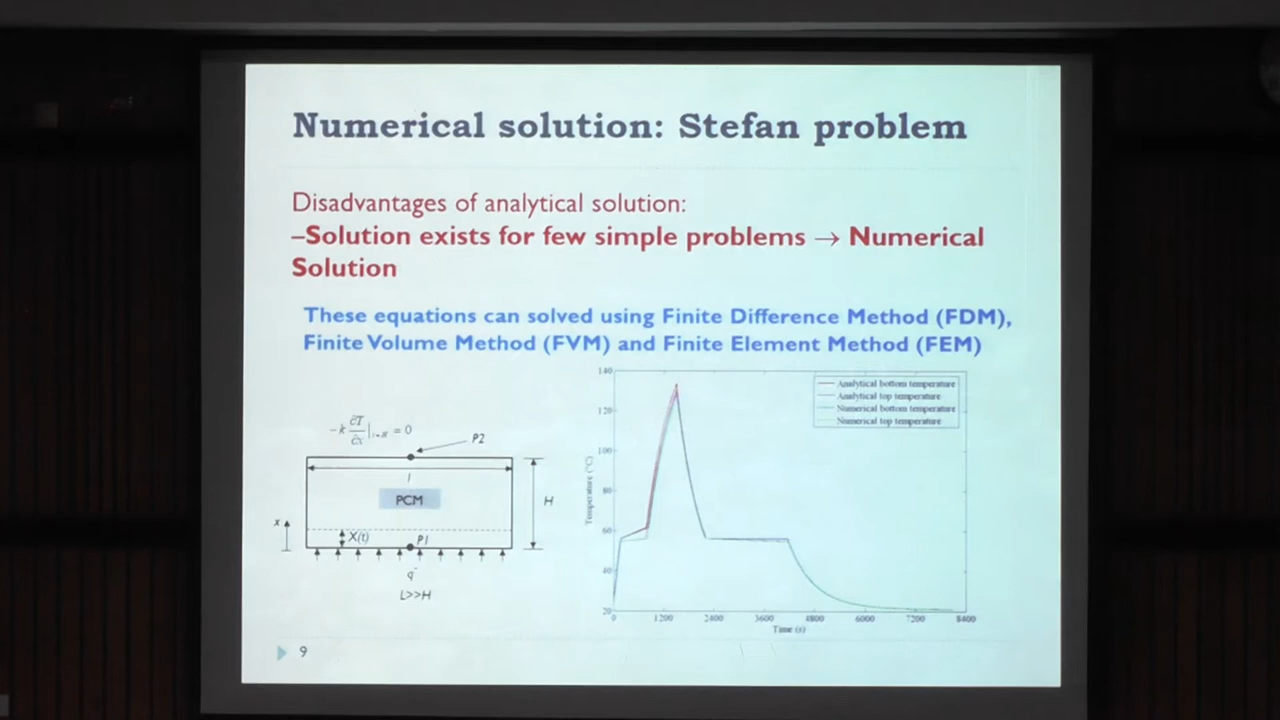 Numerical solution: Stefan problem
Disadvantages of analytical solution:
–Solution exists for few simple problems → Numerical
Solution
These equations can solved using Finite Difference Method (FDM),
Finite Volume Method (FVM) and Finite Element Method (FEM)
-k ∂T/∂x |x=H = 0
P2
l
PCM
H
x
X(t)
P1
q"
L>>H
140
120
100
80
60
40
20
Temperature (°C)
Analytical bottom temperature
Analytical top temperature
Numerical bottom temperature
Numerical top temperature
0 1200 2400 3600 4800 6000 7200 8400
Time (s)
9